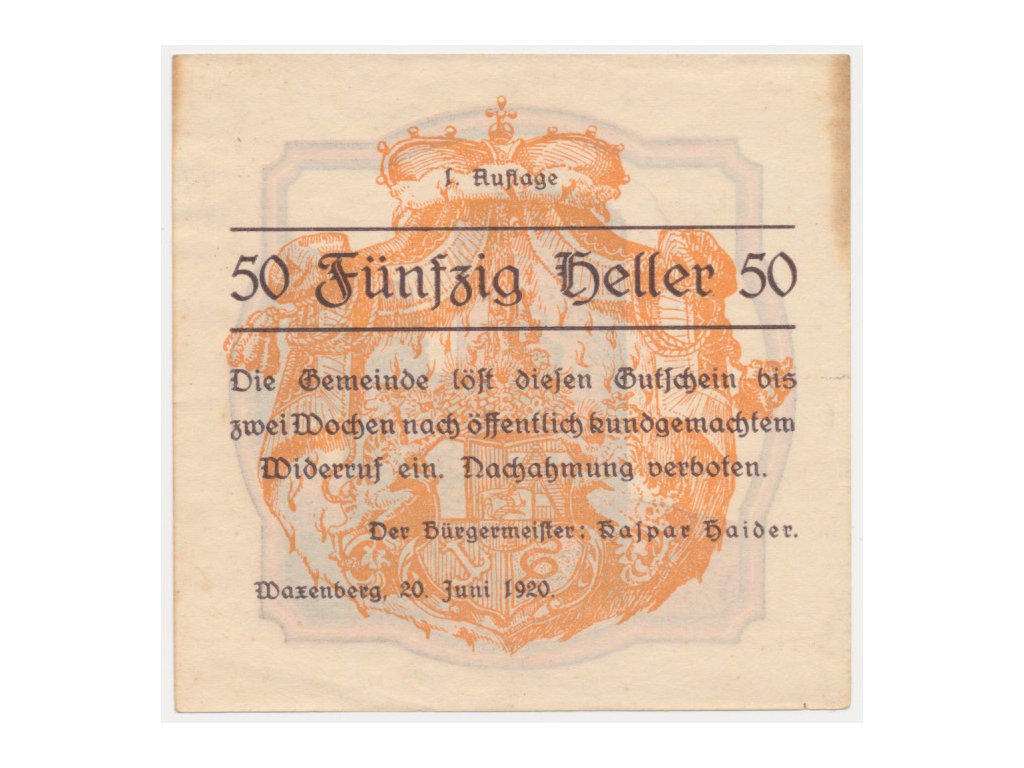 1. Auflage
50 Fünfzig Heller 50
Die Gemeinde löst diesen Gutschein bis
zwei Wochen nach öffentlich kundgemachtem
Widerruf ein. Nachahmung verboten.
Der Bürgermeister: Kaspar Haider.
Waxenberg, 20. Juni 1920.